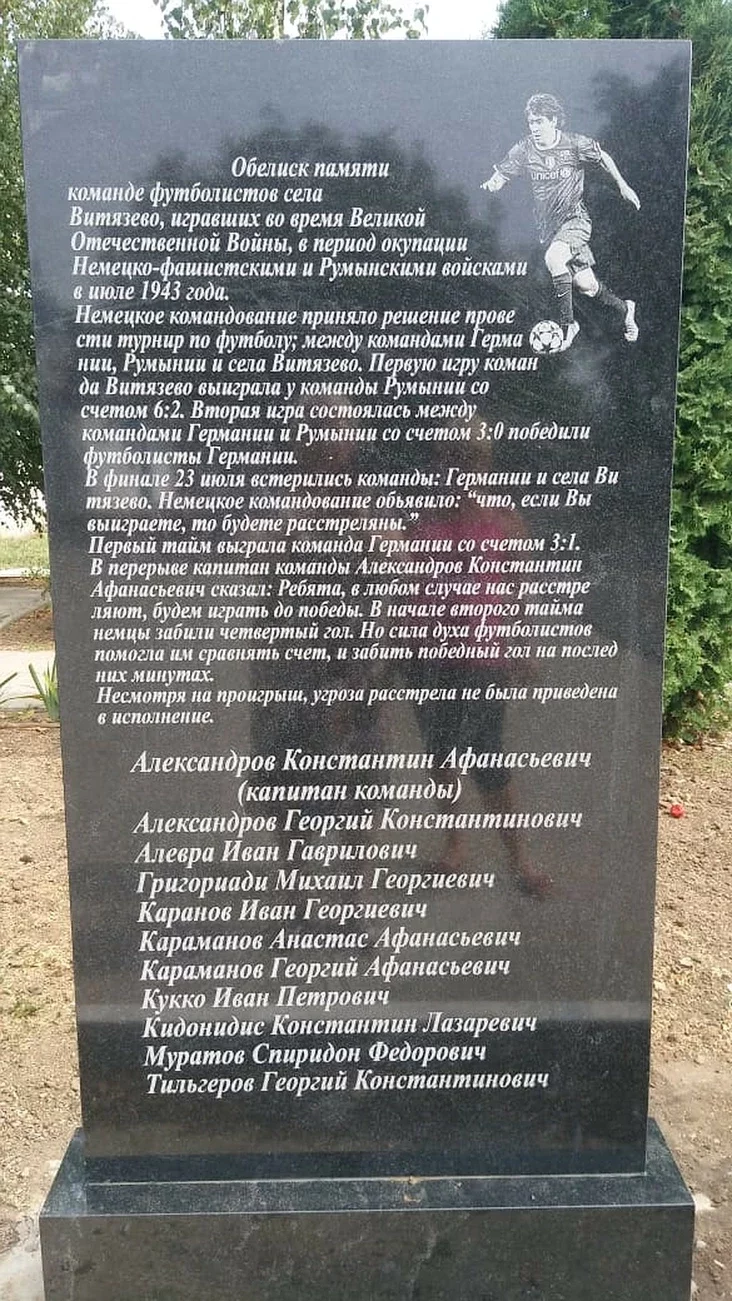 Обелиск памяти
команде футболистов села
Витязево, игравших во время Великой
Отечественной Войны, в период окупации
Немецко-фашистскими и Румынскими войсками
в июле 1943 года.
Немецкое командование приняло решение прове
сти турнир по футболу; между командами Герма
нии, Румынии и села Витязево. Первую игру коман
да Витязево выиграла у команды Румынии со
счетом 6:2. Вторая игра состоялась между
командами Германии и Румынии со счетом 3:0 победили
футболисты Германии.
В финале 23 июля встерились команды: Германии и села Ви
тязево. Немецкое командование обьявило: “что, если Вы
выиграете, то будете расстреляны.”
Первый тайм выграла команда Германии со счетом 3:1.
В перерыве капитан команды Александров Константин
Афанасьевич сказал: Ребята, в любом случае нас расстре
ляют, будем играть до победы. В начале второго тайма
немцы забили четвертый гол. Но сила духа футболистов
помогла им сравнять счет, и забить победный гол на послед
них минутах.
Несмотря на проигрыш, угроза расстрела не была приведена
в исполнение.
Александров Константин Афанасьевич
(капитан команды)
Александров Георгий Константинович
Алевра Иван Гаврилович
Григориади Михаил Георгиевич
Каранов Иван Георгиевич
Караманов Анастас Афанасьевич
Караманов Георгий Афанасьевич
Кукко Иван Петрович
Кидонидис Константин Лазаревич
Муратов Спиридон Федорович
Тильгеров Георгий Константинович
unicef